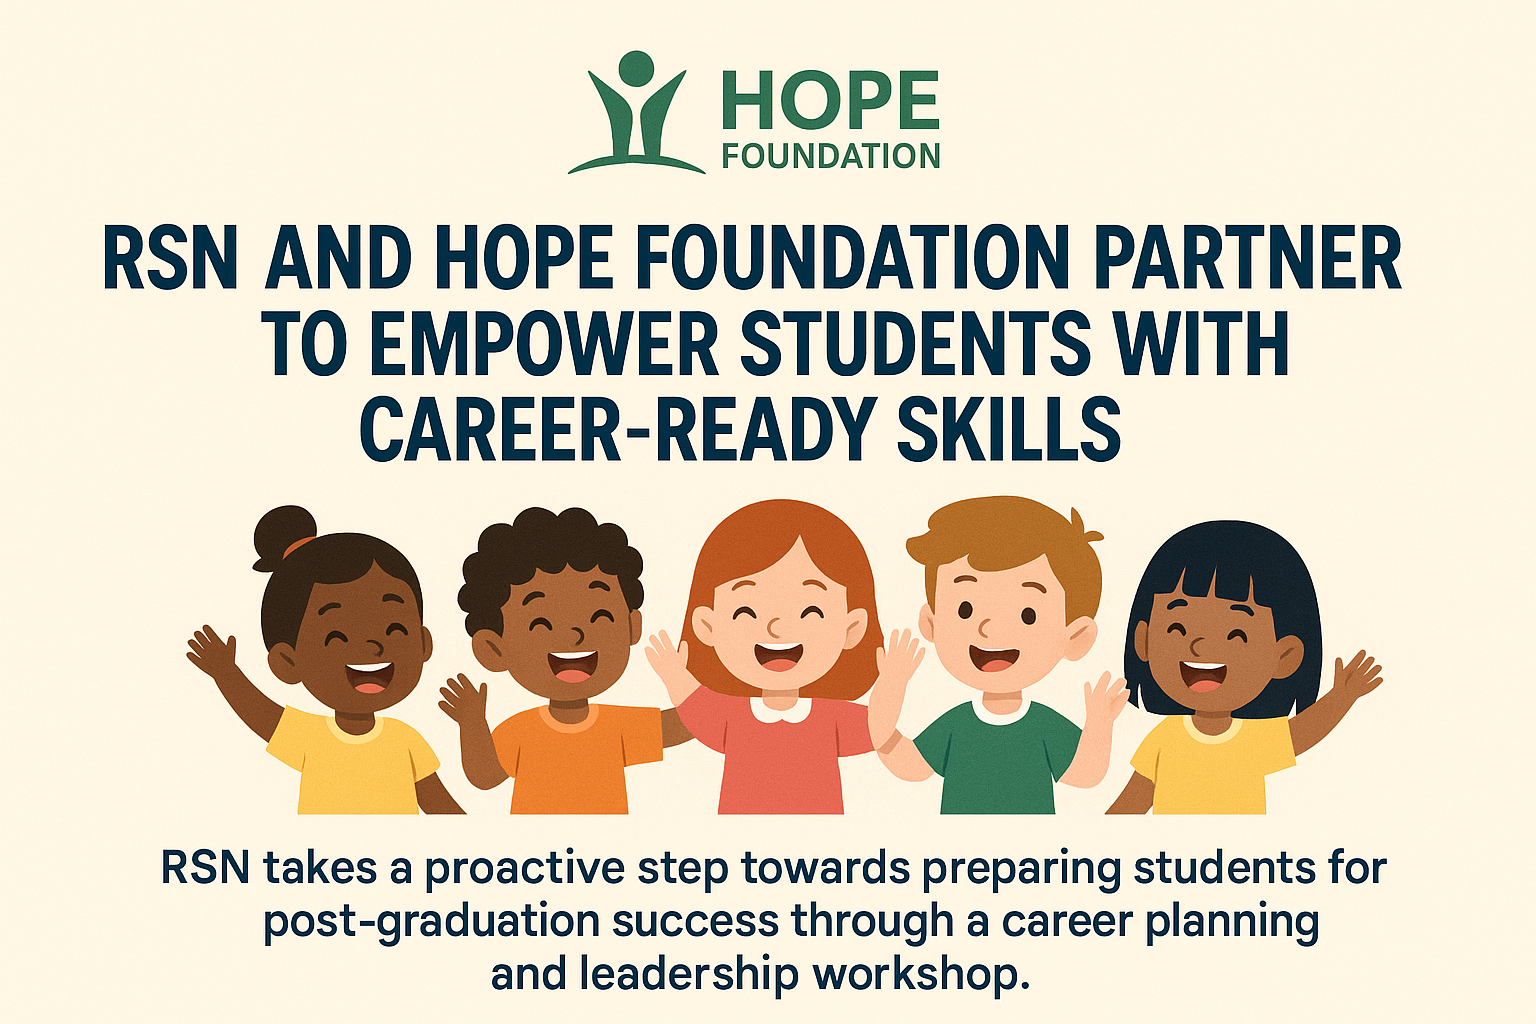 HOPE
FOUNDATION
RSN AND HOPE FOUNDATION PARTNER
TO EMPOWER STUDENTS WITH
CAREER-READY SKILLS
RSN takes a proactive step towards preparing students for
post-graduation success through a career planning
and leadership workshop.